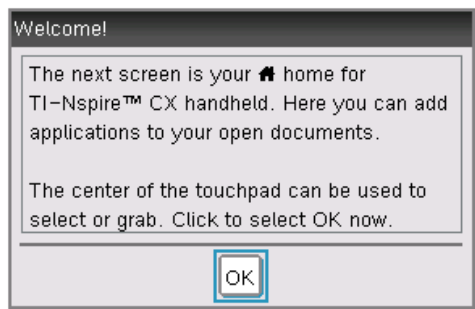 Welcome!
The next screen is your home for
TI-Nspire™ CX handheld. Here you can add
applications to your open documents.
The center of the touchpad can be used to
select or grab. Click to select OK now.
OK